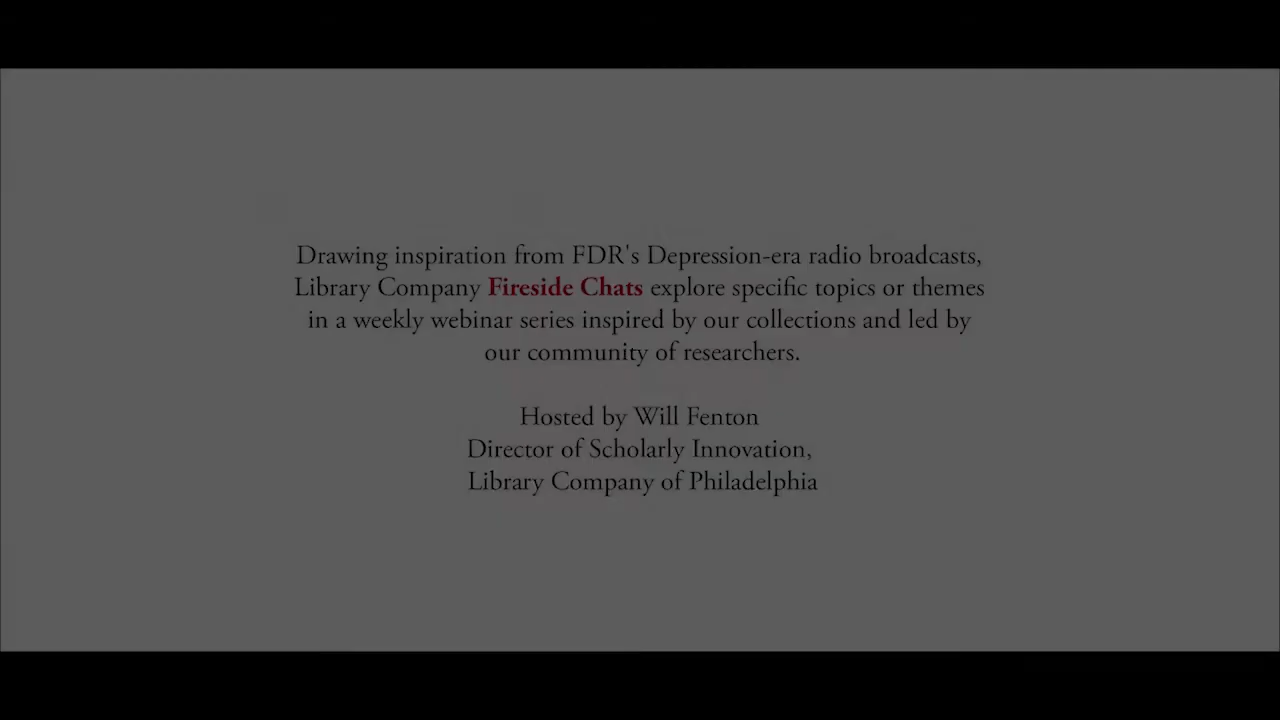 Drawing inspiration from FDR's Depression-era radio broadcasts,
Library Company Fireside Chats explore specific topics or themes
in a weekly webinar series inspired by our collections and led by
our community of researchers.
Hosted by Will Fenton
Director of Scholarly Innovation,
Library Company of Philadelphia